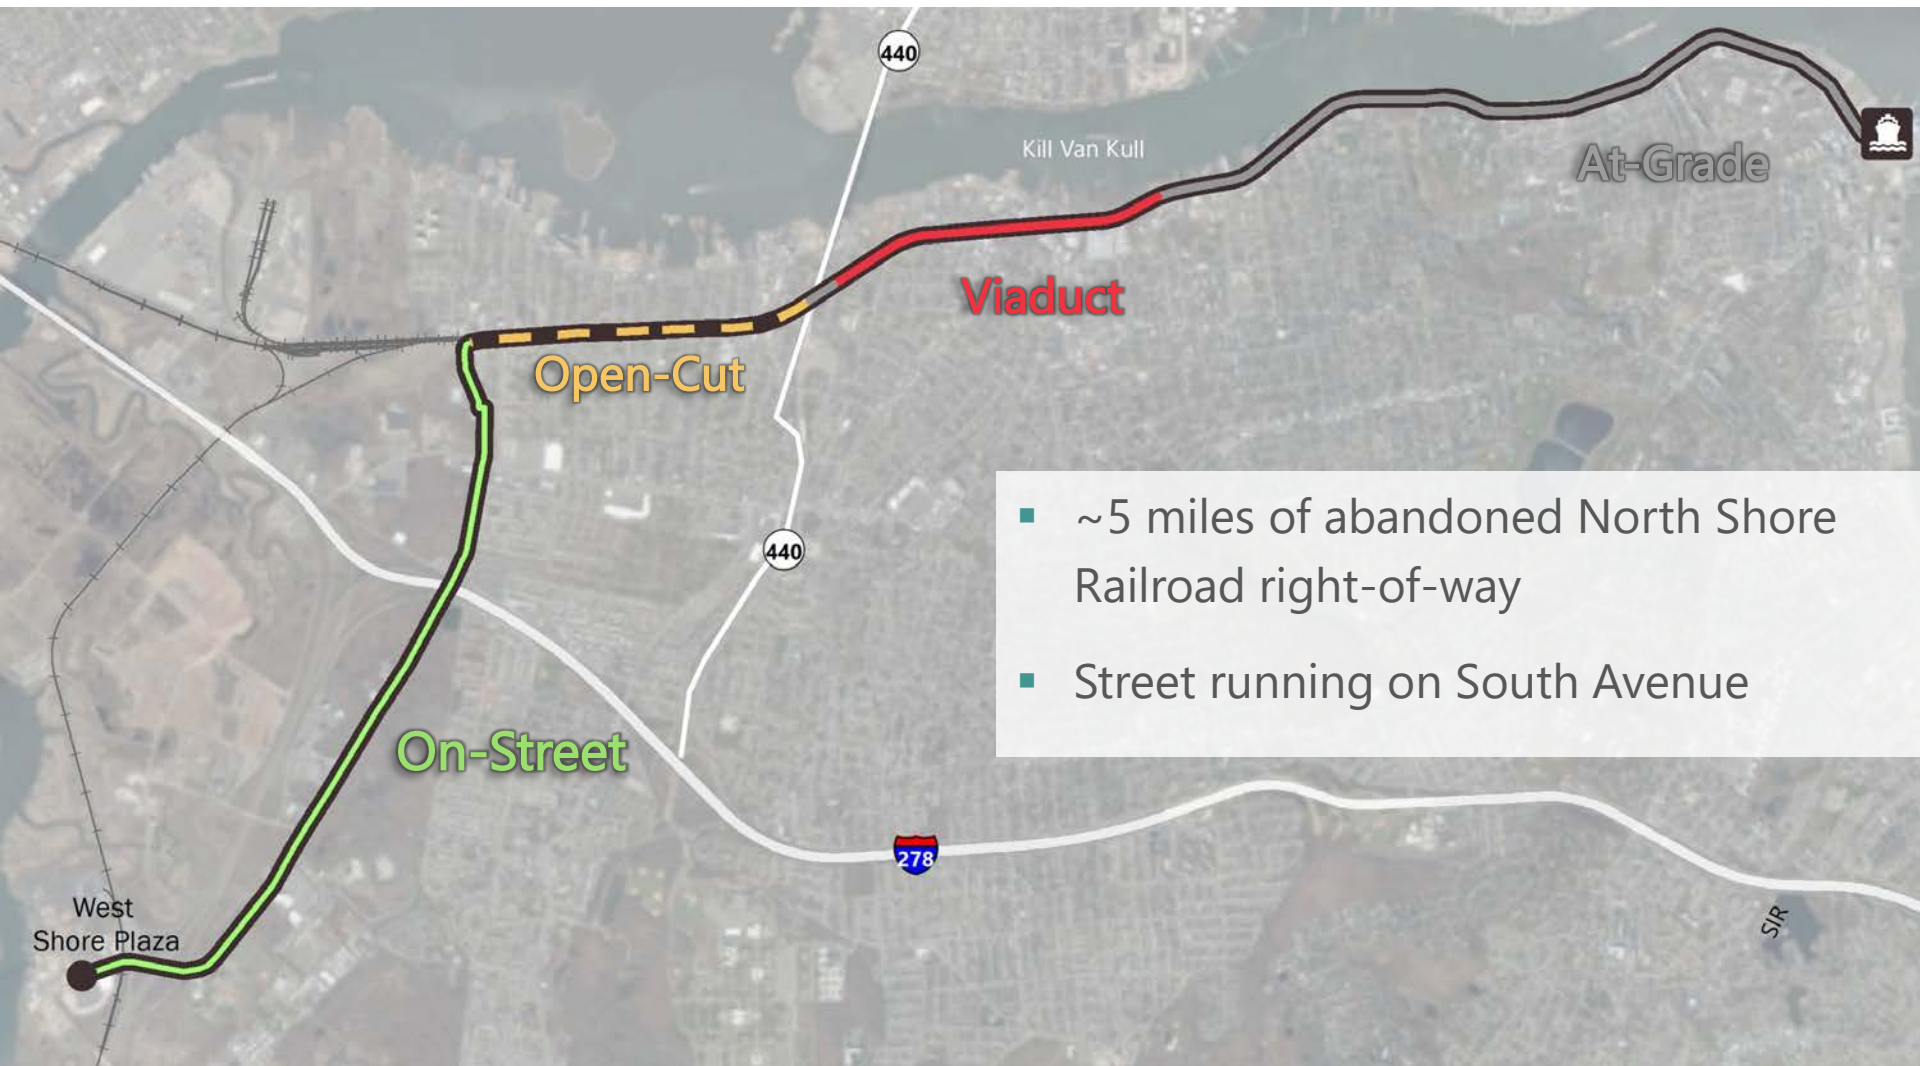 440
Kill Van Kull
At-Grade
Viaduct
Open-Cut
▪ ~5 miles of abandoned North Shore
Railroad right-of-way
440
▪ Street running on South Avenue
On-Street
278
West
Shore Plaza
SIR